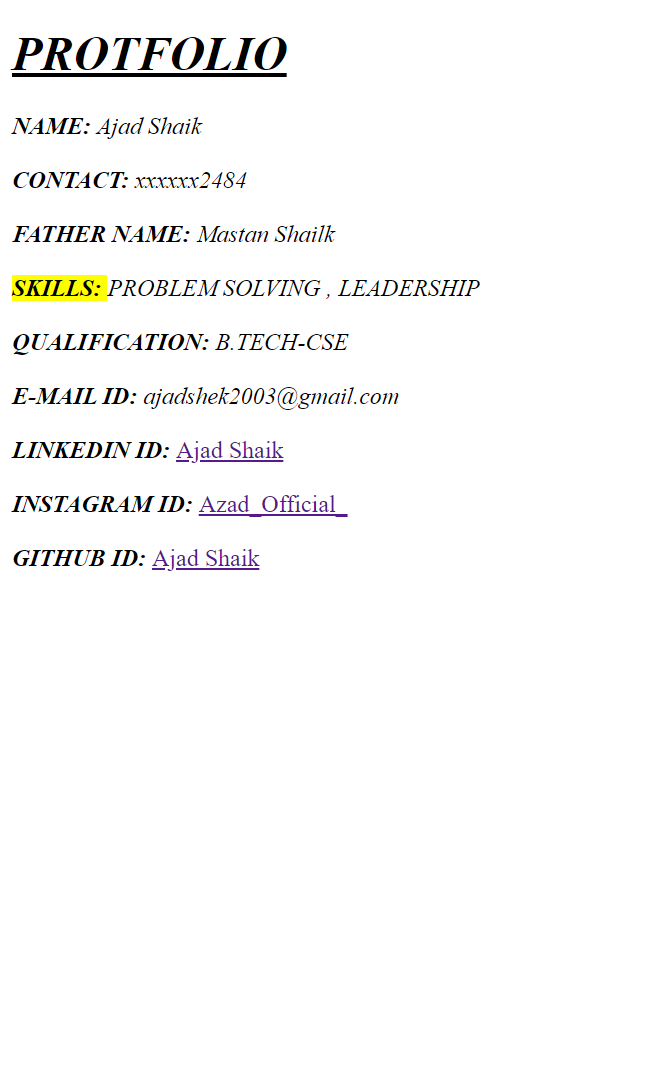 PROTFOLIO
NAME: Ajad Shaik
CONTACT: xxxxxx2484
FATHER NAME: Mastan Shailk
SKILLS: PROBLEM SOLVING , LEADERSHIP
QUALIFICATION: B.TECH-CSE
E-MAIL ID: ajadshek2003@gmail.com
LINKEDIN ID: Ajad Shaik
INSTAGRAM ID: Azad_Official_
GITHUB ID: Ajad Shaik